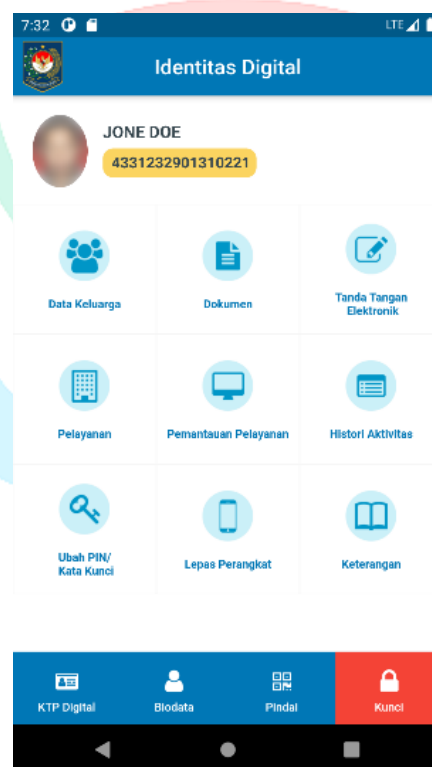 7:32 LTE
Identitas Digital
JONE DOE
4331232901310221
Data Keluarga
Dokumen
Tanda Tangan
Elektronik
Pelayanan
Pemantauan Pelayanan
Histori Aktivitas
Ubah PIN/
Kata Kunci
Lepas Perangkat
Keterangan
KTP Digital
Biodata
Pindai
Kunci